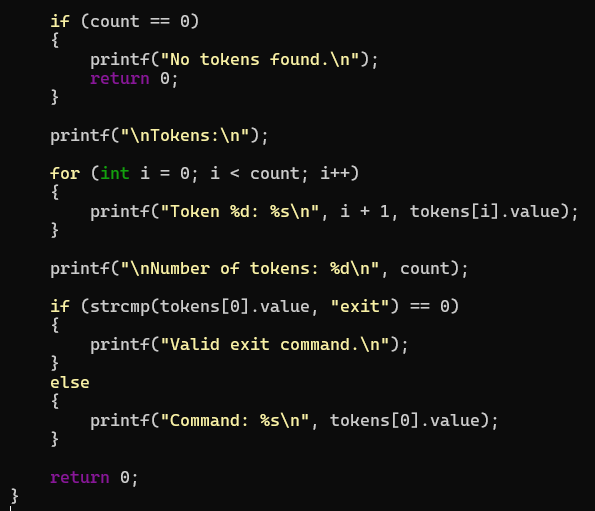 if (count == 0)
{
printf("No tokens found.\n");
return 0;
}
printf("\nTokens:\n");
for (int i = 0; i < count; i++)
{
printf("Token %d: %s\n", i + 1, tokens[i].value);
}
printf("\nNumber of tokens: %d\n", count);
if (strcmp(tokens[0].value, "exit") == 0)
{
printf("Valid exit command.\n");
}
else
{
printf("Command: %s\n", tokens[0].value);
}
return 0;
}